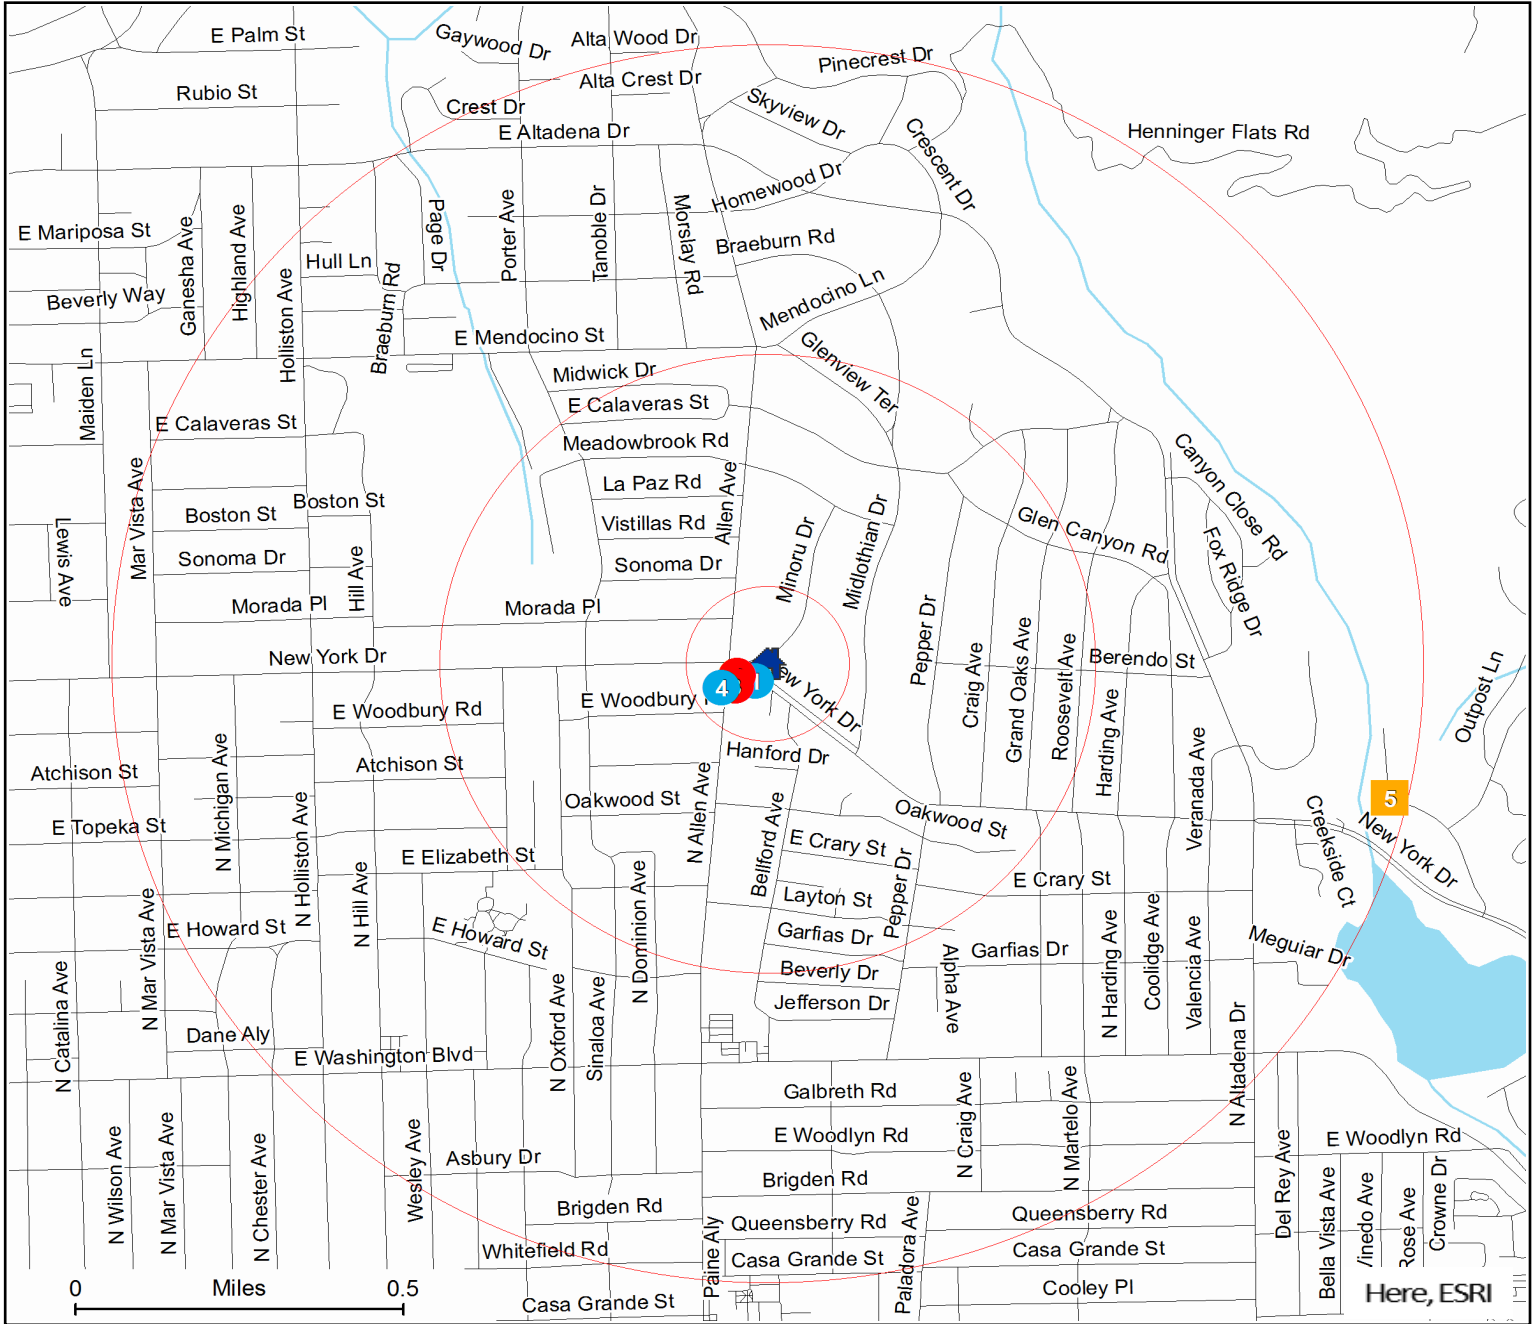 E Palm St
Gaywood Dr
Alta Wood Dr
Pinecrest Dr
Rubio St
Alta Crest Dr
Crest Dr
Skyview Dr
E Altadena Dr
Henninger Flats Rd
Crescent Dr
Homewood Dr
E Mariposa St
Ganesha Ave
Highland Ave
Page Dr
Porter Ave
Tanoble Dr
Morslay Rd
Braeburn Rd
Hull Ln
Holliston Ave
Braeburn Rd
Beverly Way
Mendocino Ln
E Mendocino St
Glenview Ter
Maiden Ln
Midwick Dr
E Calaveras St
E Calaveras St
Meadowbrook Rd
Canyon Close Rd
Mar Vista Ave
La Paz Rd
Allen Ave
Boston St
Boston St
Vistillas Rd
Minoru Dr
Midlothian Dr
Glen Canyon Rd
Fox Ridge Dr
Lewis Ave
Sonoma Dr
Hill Ave
Sonoma Dr
Morada Pl
Morada Pl
Pepper Dr
Craig Ave
Grand Oaks Ave
Roosevelt Ave
Berendo St
New York Dr
4
New York Dr
E Woodbury
E Woodbury Rd
Harding Ave
Outpost Ln
Hanford Dr
Atchison St
N Michigan Ave
Atchison St
Veranada Ave
5
Oakwood St
N Allen Ave
Bellford Ave
Oakwood St
E Topeka St
N Holliston Ave
E Crary St
Creekside Ct
New York Dr
E Elizabeth St
Pepper Dr
E Crary St
N Mar Vista Ave
N Hill Ave
N Dominion Ave
Layton St
E Howard St
E Howard St
Garfias Dr
Garfias Dr
Meguiar Dr
Alpha Ave
N Harding Ave
Coolidge Ave
Valencia Ave
N Catalina Ave
Beverly Dr
Jefferson Dr
N Oxford Ave
Sinaloa Ave
Dane Aly
E Washington Blvd
N Altadena Dr
Galbreth Rd
N Craig Ave
N Martelo Ave
E Woodlyn Rd
E Woodlyn Rd
N Wilson Ave
N Mar Vista Ave
N Chester Ave
Wesley Ave
Asbury Dr
Brigden Rd
Brigden Rd
Del Rey Ave
Bella Vista Ave
Vinedo Ave
Rose Ave
Crowne Dr
Paine Aly
Queensberry Rd
Paladora Ave
Queensberry Rd
Whitefield Rd
Casa Grande St
Casa Grande St
Cooley Pl
0 Miles 0.5
Casa Grande St
Here, ESRI